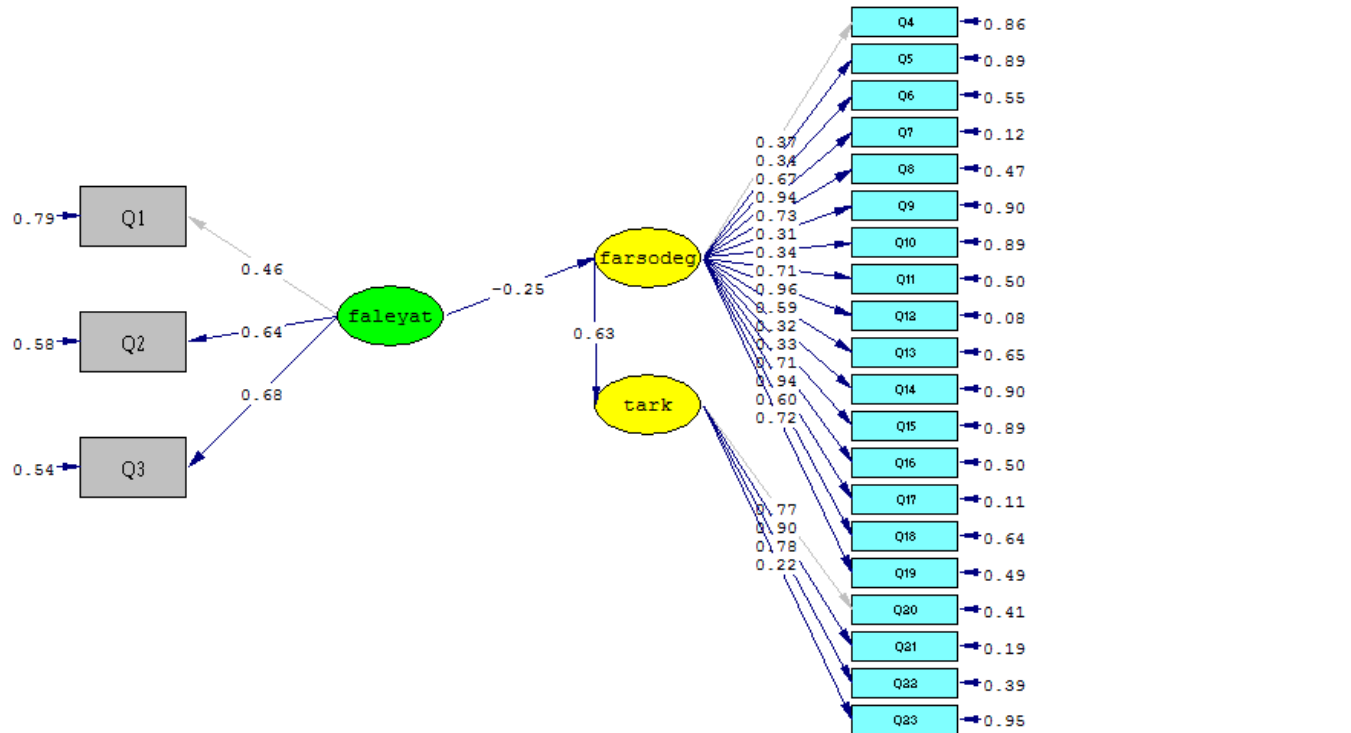 0.79 Q1
0.58 Q2
0.54 Q3
0.46
0.64
0.68
faleyat
-0.25
farsodeg
0.63
tark
0.37
0.34
0.67
0.94
0.73
0.31
0.34
0.71
0.96
0.59
0.32
0.33
0.71
0.94
0.60
0.72
0.77
0.90
0.78
0.22
Q4 0.86
Q5 0.89
Q6 0.55
Q7 0.12
Q8 0.47
Q9 0.90
Q10 0.89
Q11 0.50
Q12 0.08
Q13 0.65
Q14 0.90
Q15 0.89
Q16 0.50
Q17 0.11
Q18 0.64
Q19 0.49
Q20 0.41
Q21 0.19
Q22 0.39
Q23 0.95